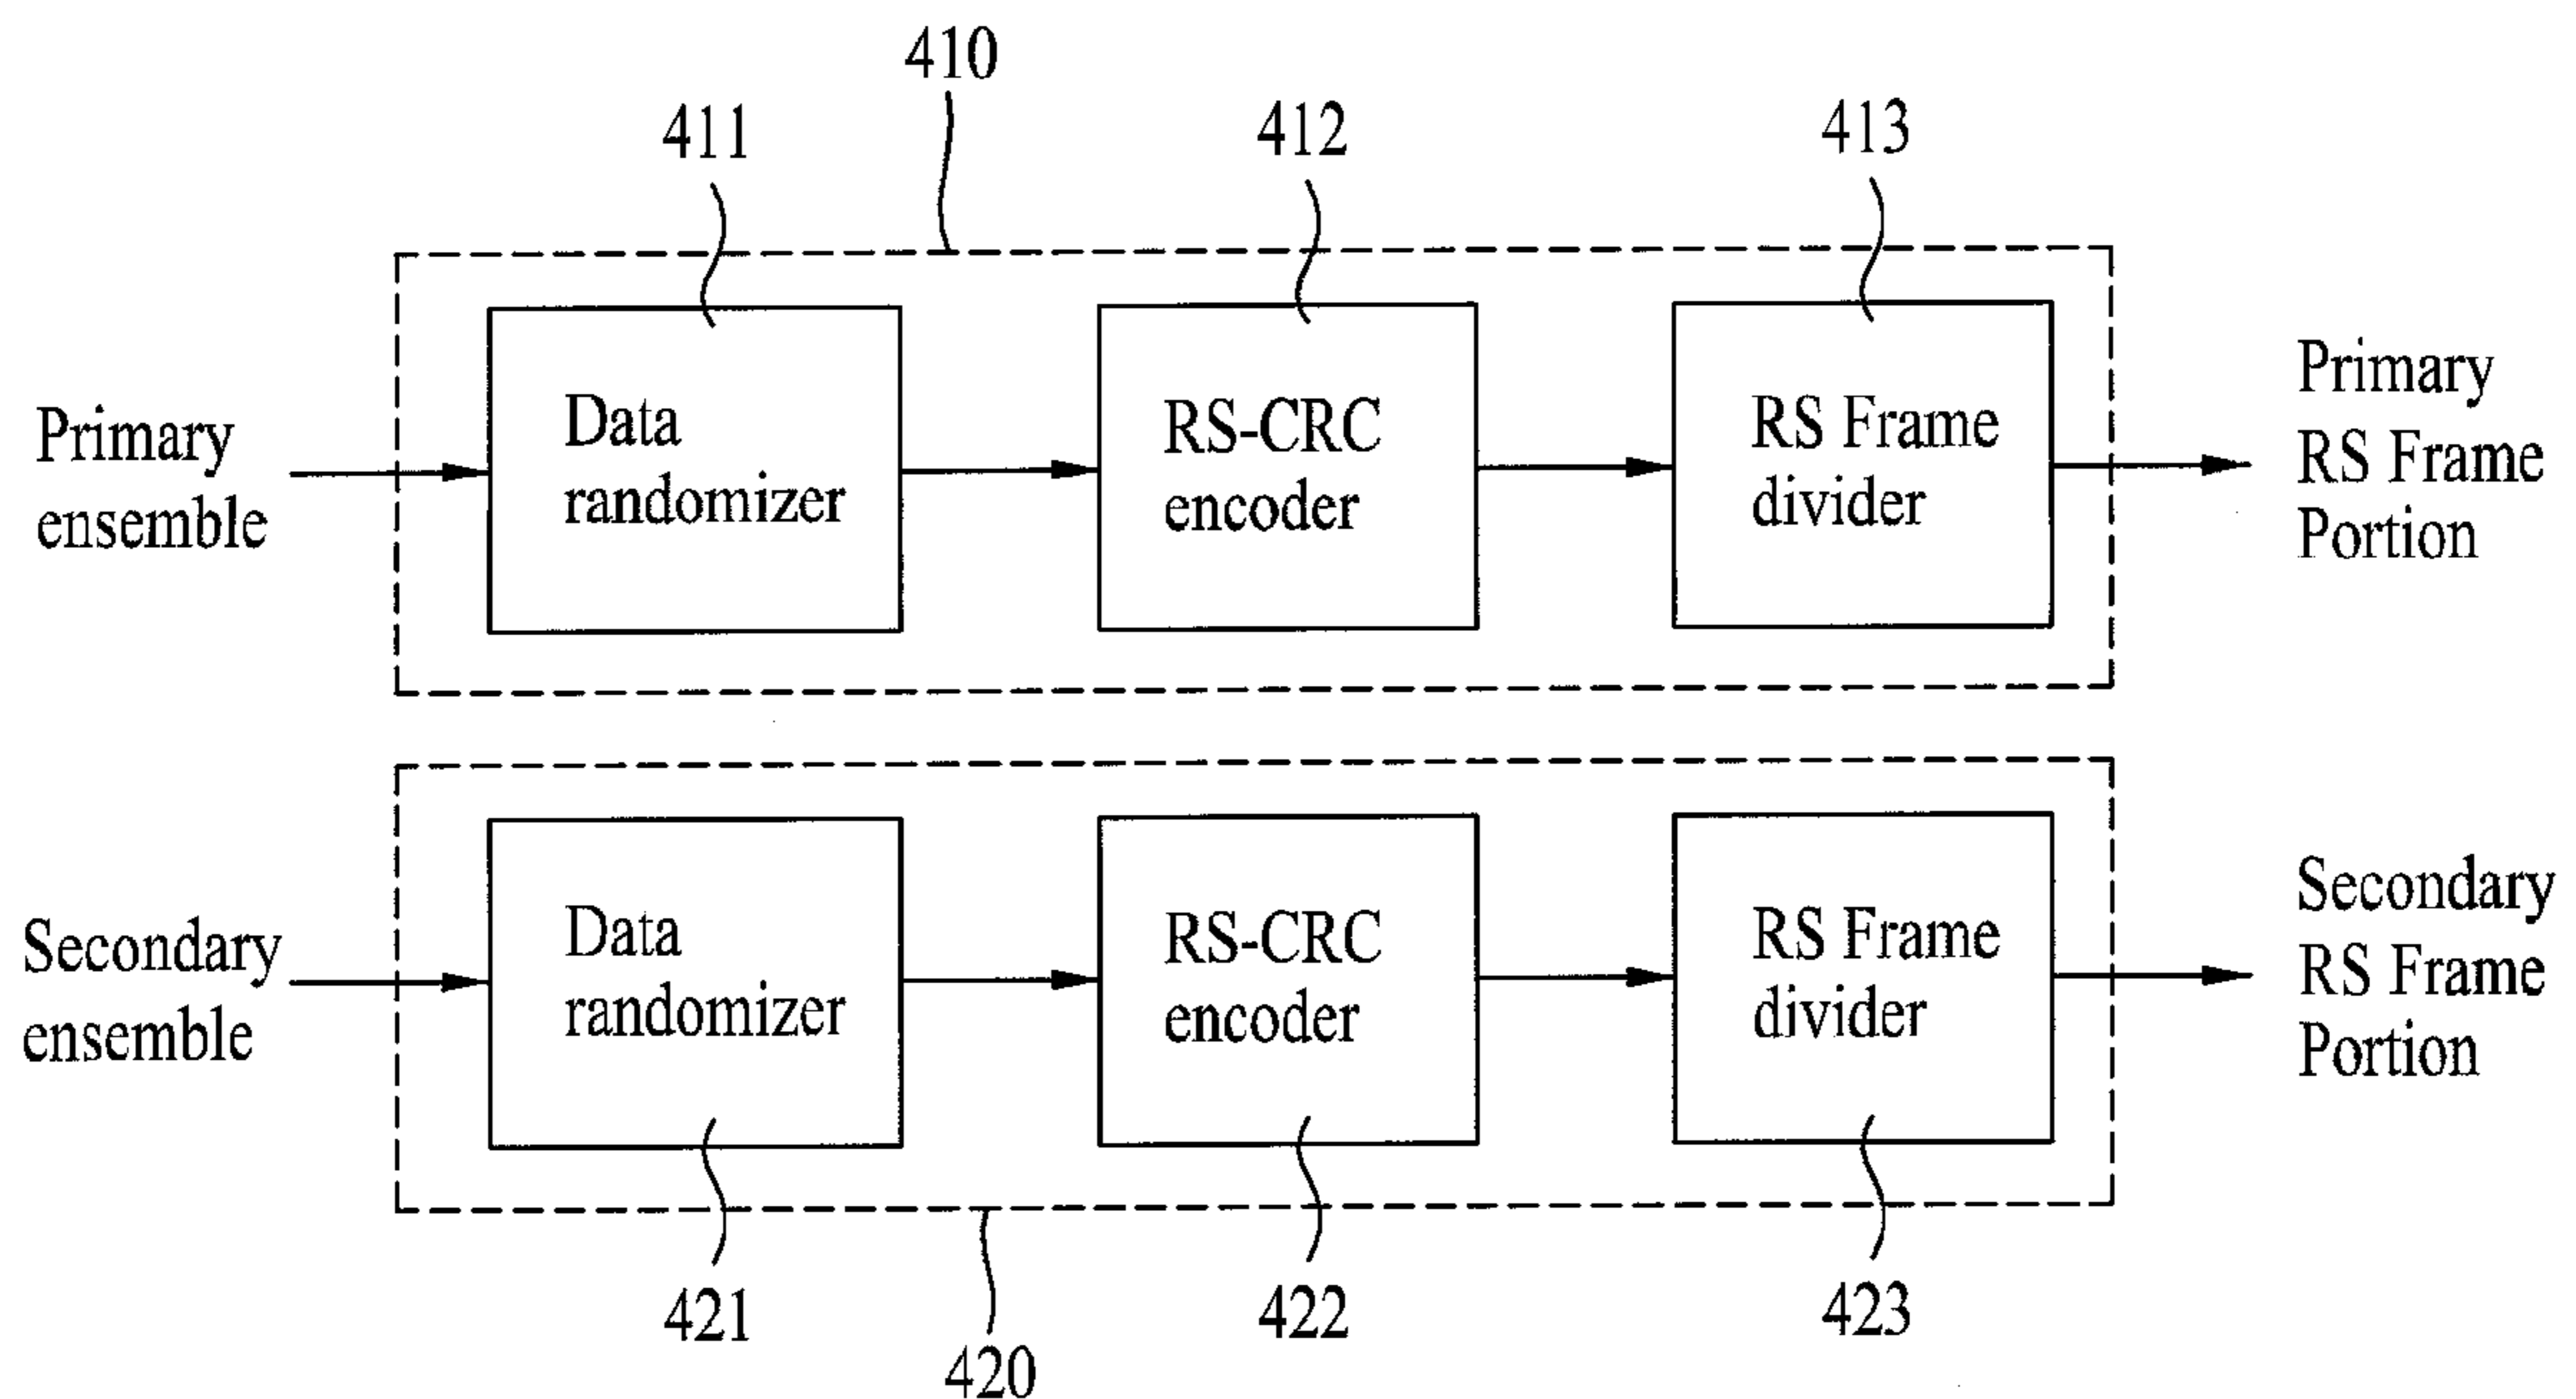 410
411
412
413
Primary
ensemble
Data
randomizer
RS-CRC
encoder
RS Frame
divider
Primary
RS Frame
Portion
Secondary
ensemble
Data
randomizer
RS-CRC
encoder
RS Frame
divider
Secondary
RS Frame
Portion
421
422
423
420